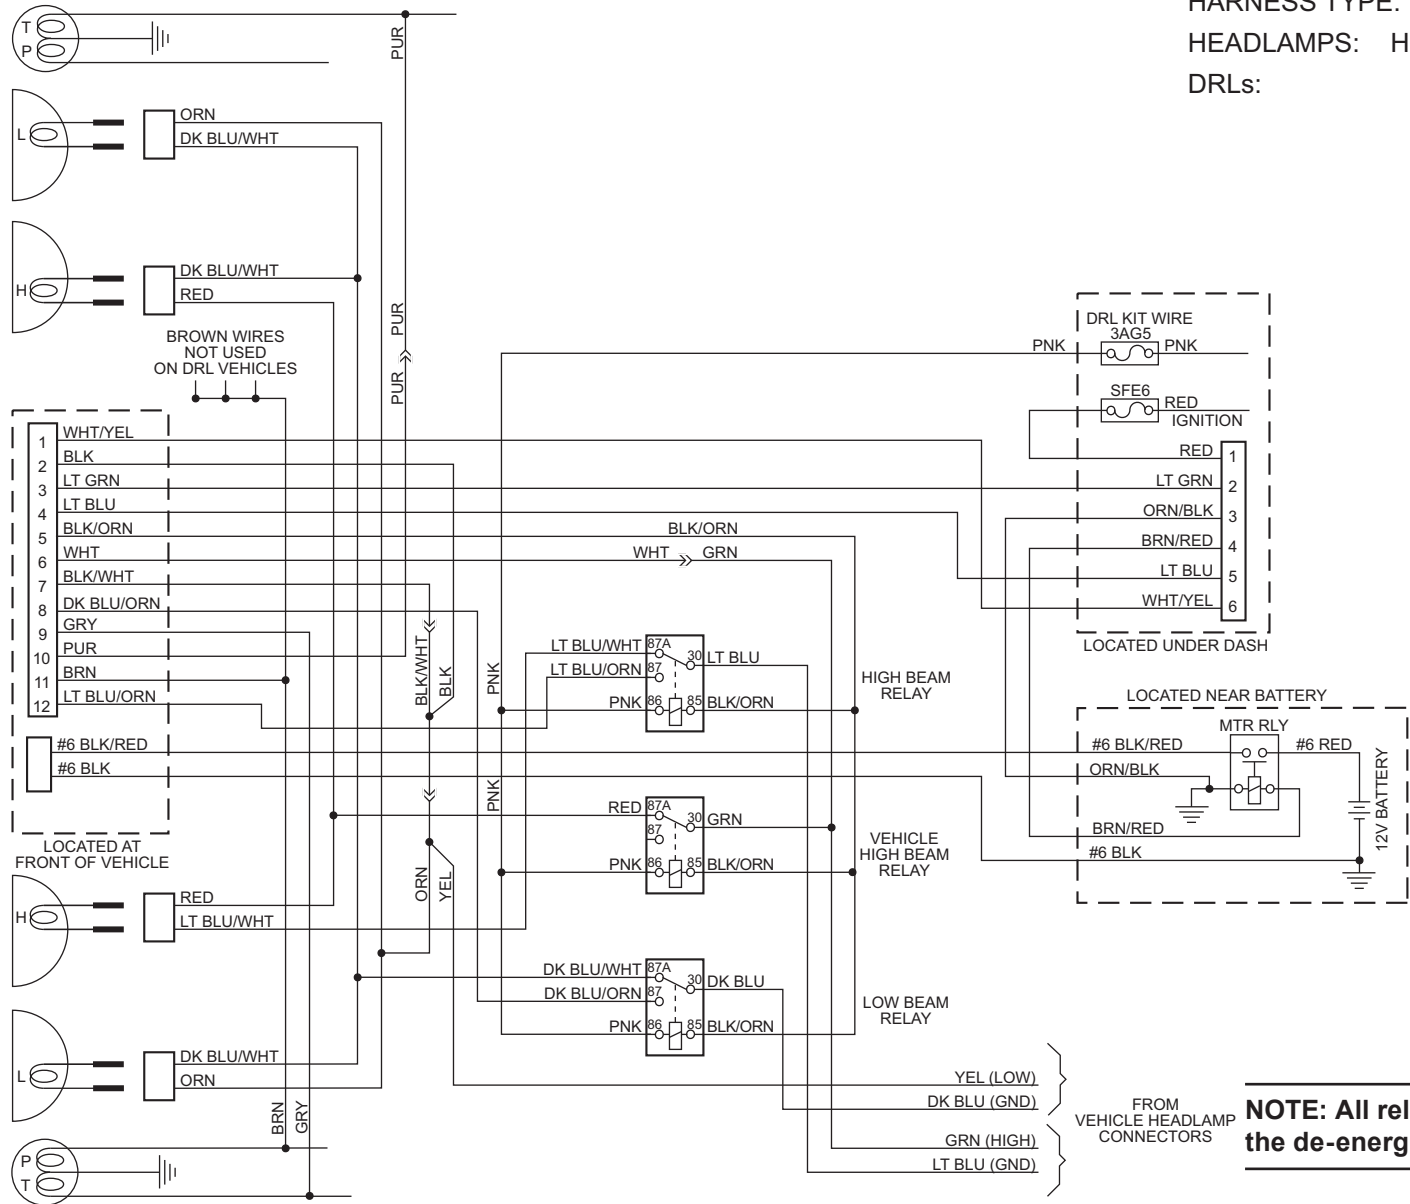 HARNESS TYPE:
HEADLAMPS: H
DRLs:
T
P
PUR
ORN
DK BLU/WHT
L
DK BLU/WHT
RED
H
BROWN WIRES
NOT USED
ON DRL VEHICLES
PUR
PUR
DRL KIT WIRE
3AG5
PNK
PNK
SFE6
RED
IGNITION
1 WHT/YEL
2 BLK
3 LT GRN
4 LT BLU
5 BLK/ORN
6 WHT
7 BLK/WHT
8 DK BLU/ORN
9 GRY
10 PUR
11 BRN
12 LT BLU/ORN
#6 BLK/RED
#6 BLK
LOCATED AT
FRONT OF VEHICLE
BLK/ORN
WHT GRN
RED 1
LT GRN 2
ORN/BLK 3
BRN/RED 4
LT BLU 5
WHT/YEL 6
LOCATED UNDER DASH
BLK/WHT
BLK
PNK
LT BLU/WHT 87A
LT BLU/ORN 87
30 LT BLU
PNK 86 85 BLK/ORN
HIGH BEAM
RELAY
LOCATED NEAR BATTERY
MTR RLY
#6 BLK/RED
#6 RED
ORN/BLK
12V BATTERY
BRN/RED
#6 BLK
PNK
RED 87A
87
30 GRN
PNK 86 85 BLK/ORN
VEHICLE
HIGH BEAM
RELAY
ORN
YEL
H
RED
LT BLU/WHT
DK BLU/WHT 87A
DK BLU/ORN 87
30 DK BLU
PNK 86 85 BLK/ORN
LOW BEAM
RELAY
L
DK BLU/WHT
ORN
BRN
GRY
P
T
YEL (LOW)
DK BLU (GND)
GRN (HIGH)
LT BLU (GND)
FROM
VEHICLE HEADLAMP
CONNECTORS
NOTE: All rel
the de-energ